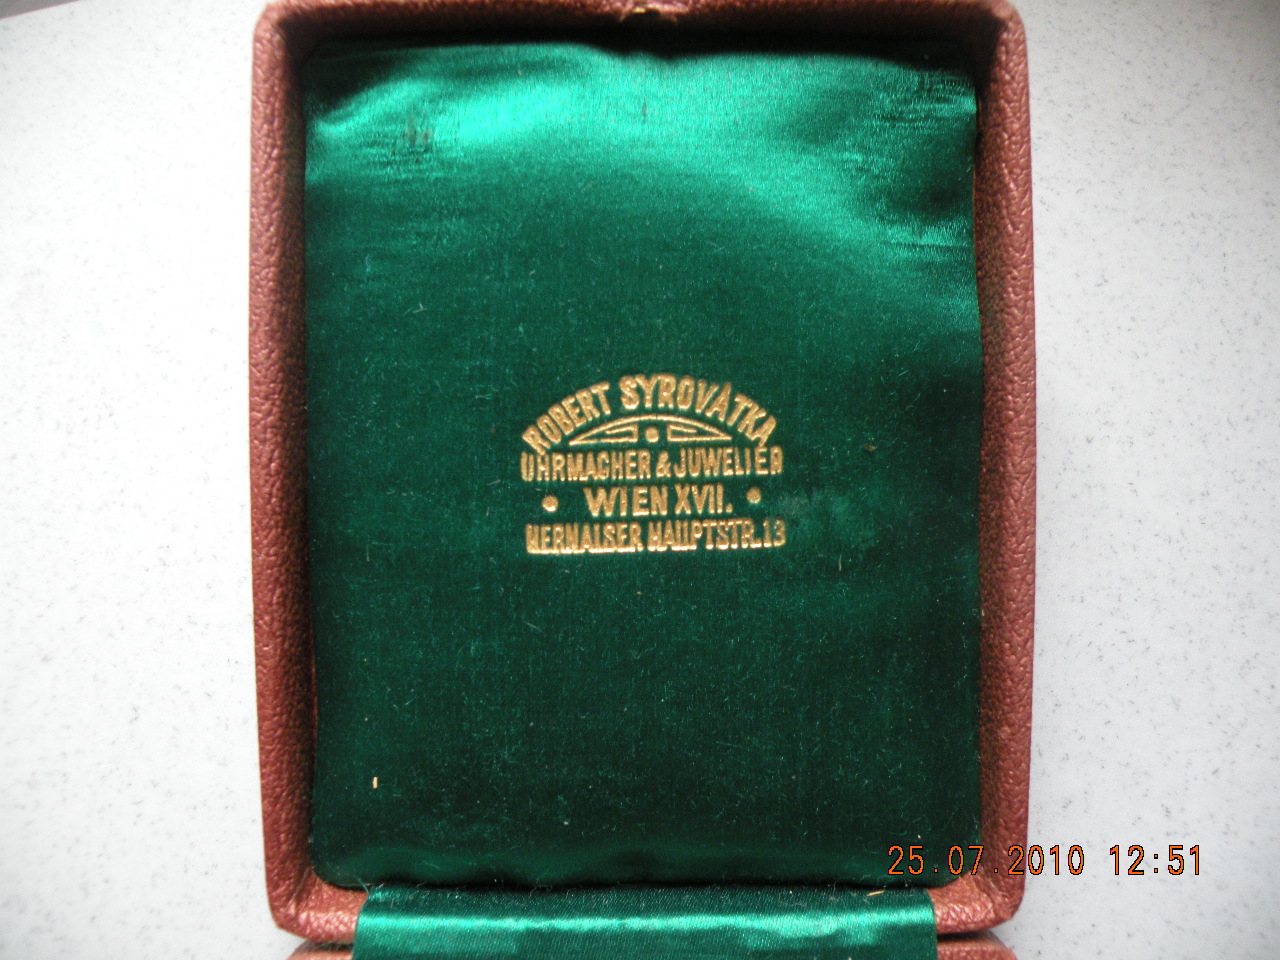 ROBERT SYROVATKA
UHRMACHER & JUWELIER
• WIEN XVII. •
HERNALSER HAUPTSTR. 13
25.07.2010 12:51